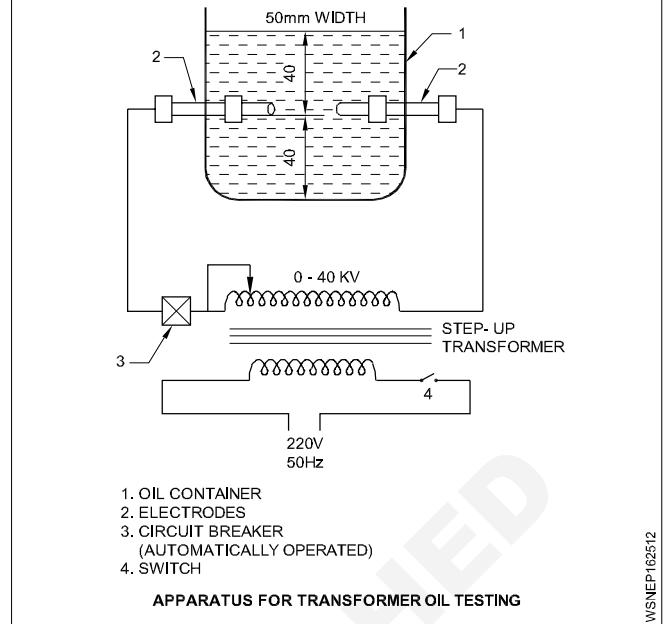 50mm WIDTH
1
2
2
40
40
0 - 40 KV
STEP- UP
TRANSFORMER
3
4
220V
50Hz
1. OIL CONTAINER
2. ELECTRODES
3. CIRCUIT BREAKER
(AUTOMATICALLY OPERATED)
4. SWITCH
APPARATUS FOR TRANSFORMER OIL TESTING
WSNEP162512